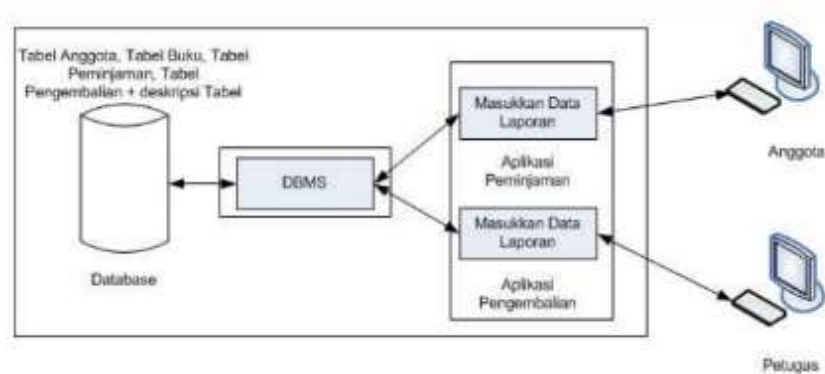 Tabel Anggota, Tabel Buku, Tabel
Peminjaman, Tabel
Pengembalian + deskripsi Tabel
Database
DBMS
Masukkan Data
Laporan
Aplikasi
Peminjaman
Masukkan Data
Laporan
Aplikasi
Pengembalian
Anggota
Petugas